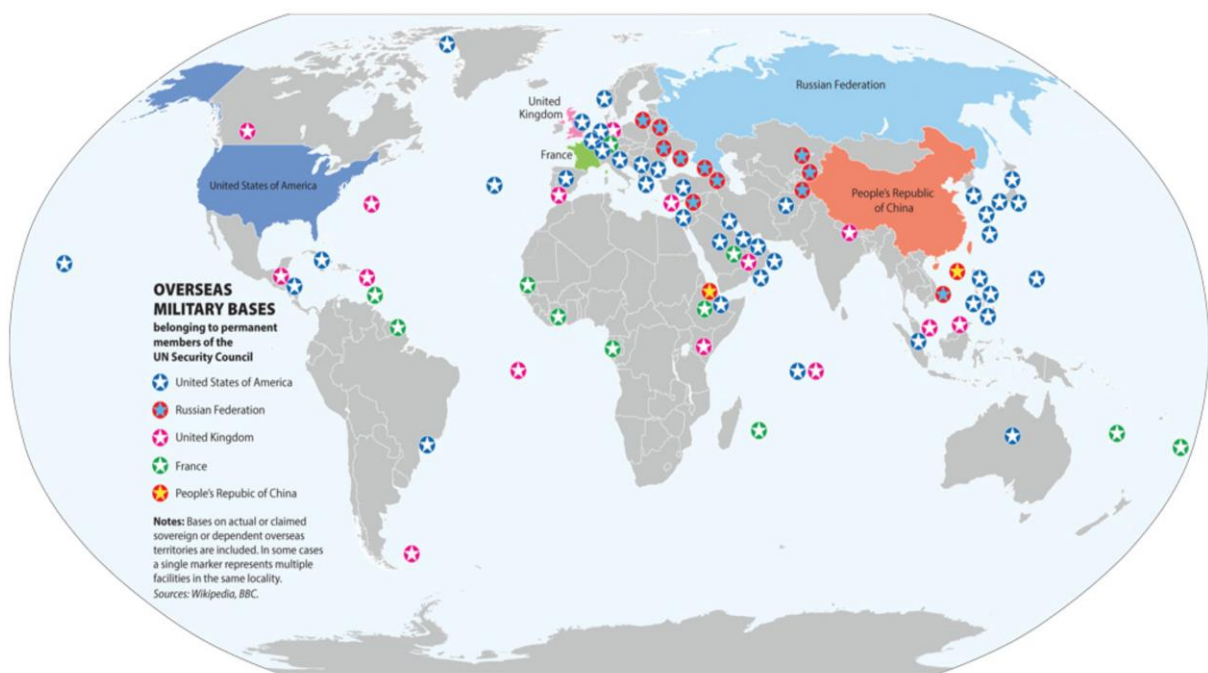 Russian Federation
United
Kingdom
France
United States of America
People's Republic
of China
OVERSEAS
MILITARY BASES
belonging to permanent
members of the
UN Security Council
United States of America
Russian Federation
United Kingdom
France
People's Repubic of China
Notes: Bases on actual or claimed
sovereign or dependent overseas
territories are included. In some cases
a single marker represents multiple
facilities in the same locality.
Sources: Wikipedia, BBC.